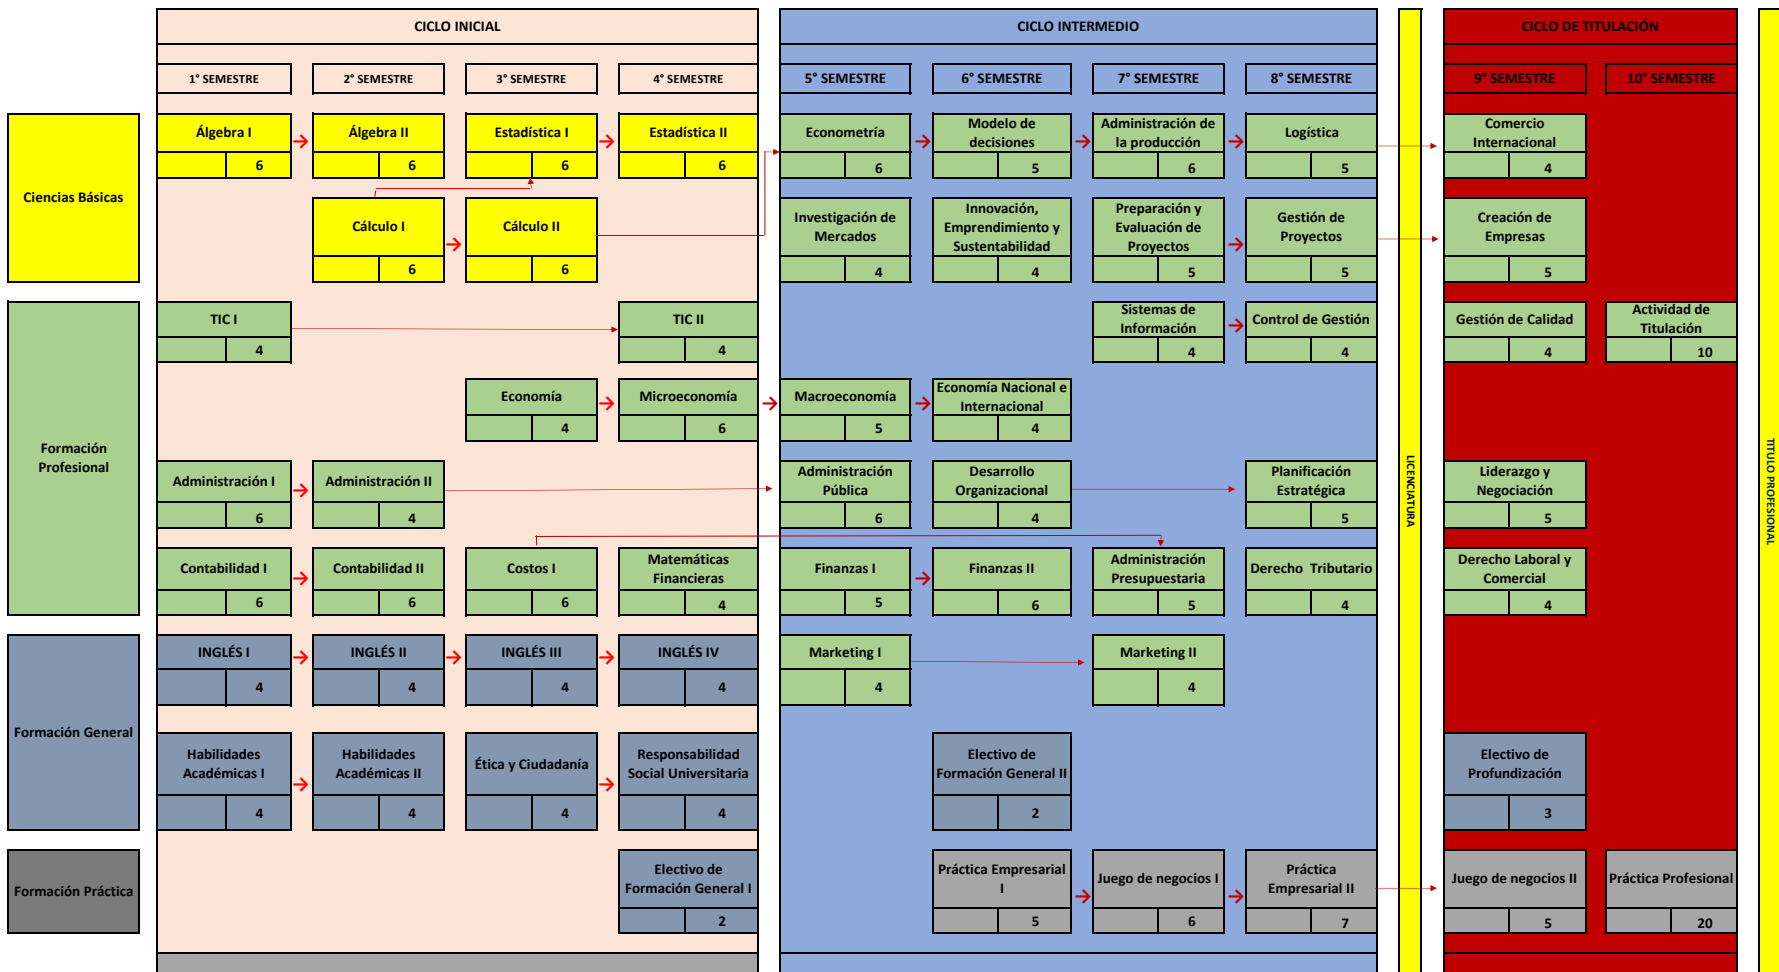 CICLO INICIAL
CICLO INTERMEDIO
CICLO DE TITULACIÓN
1° SEMESTRE
2° SEMESTRE
3° SEMESTRE
4° SEMESTRE
5° SEMESTRE
6° SEMESTRE
7° SEMESTRE
8° SEMESTRE
9° SEMESTRE
10° SEMESTRE
Ciencias Básicas
Álgebra I
6
Álgebra II
6
Estadística I
6
Estadística II
6
Econometría
6
Modelo de
decisiones
5
Administración de
la producción
6
Logística
5
Comercio
Internacional
4
Cálculo I
6
Cálculo II
6
Investigación de
Mercados
4
Innovación,
Emprendimiento y
Sustentabilidad
4
Preparación y
Evaluación de
Proyectos
5
Gestión de
Proyectos
5
Creación de
Empresas
5
Formación
Profesional
TIC I
4
TIC II
4
Sistemas de
Información
4
Control de Gestión
4
Gestión de Calidad
4
Actividad de
Titulación
10
Economía
4
Microeconomía
6
Macroeconomía
5
Economía Nacional e
Internacional
4
Administración I
6
Administración II
4
Administración
Pública
6
Desarrollo
Organizacional
4
Planificación
Estratégica
5
Liderazgo y
Negociación
5
Contabilidad I
6
Contabilidad II
6
Costos I
6
Matemáticas
Financieras
4
Finanzas I
5
Finanzas II
6
Administración
Presupuestaria
5
Derecho Tributario
4
Derecho Laboral y
Comercial
4
Formación General
INGLÉS I
4
INGLÉS II
4
INGLÉS III
4
INGLÉS IV
4
Marketing I
4
Marketing II
4
Habilidades
Académicas I
4
Habilidades
Académicas II
4
Ética y Ciudadanía
4
Responsabilidad
Social Universitaria
4
Electivo de
Formación General II
2
Electivo de
Profundización
3
Formación Práctica
Electivo de
Formación General I
2
Práctica Empresarial
I
5
Juego de negocios I
6
Práctica
Empresarial II
7
Juego de negocios II
5
Práctica Profesional
20
LICENCIATURA
TITULO PROFESIONAL